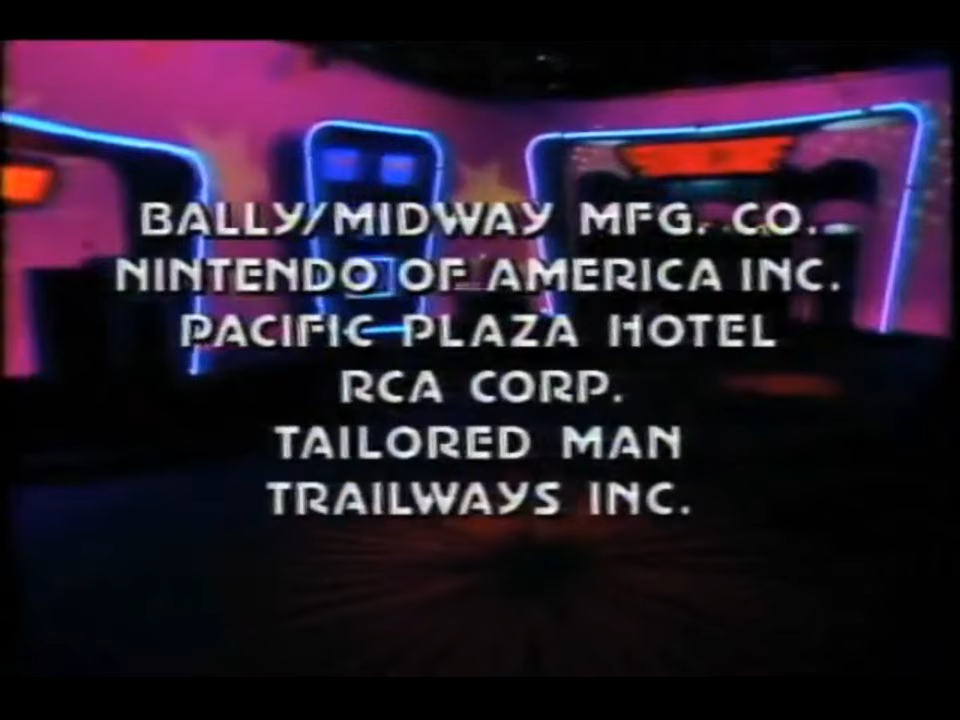 BALLY/MIDWAY MFG. CO.
NINTENDO OF AMERICA INC.
PACIFIC PLAZA HOTEL
RCA CORP.
TAILORED MAN
TRAILWAYS INC.